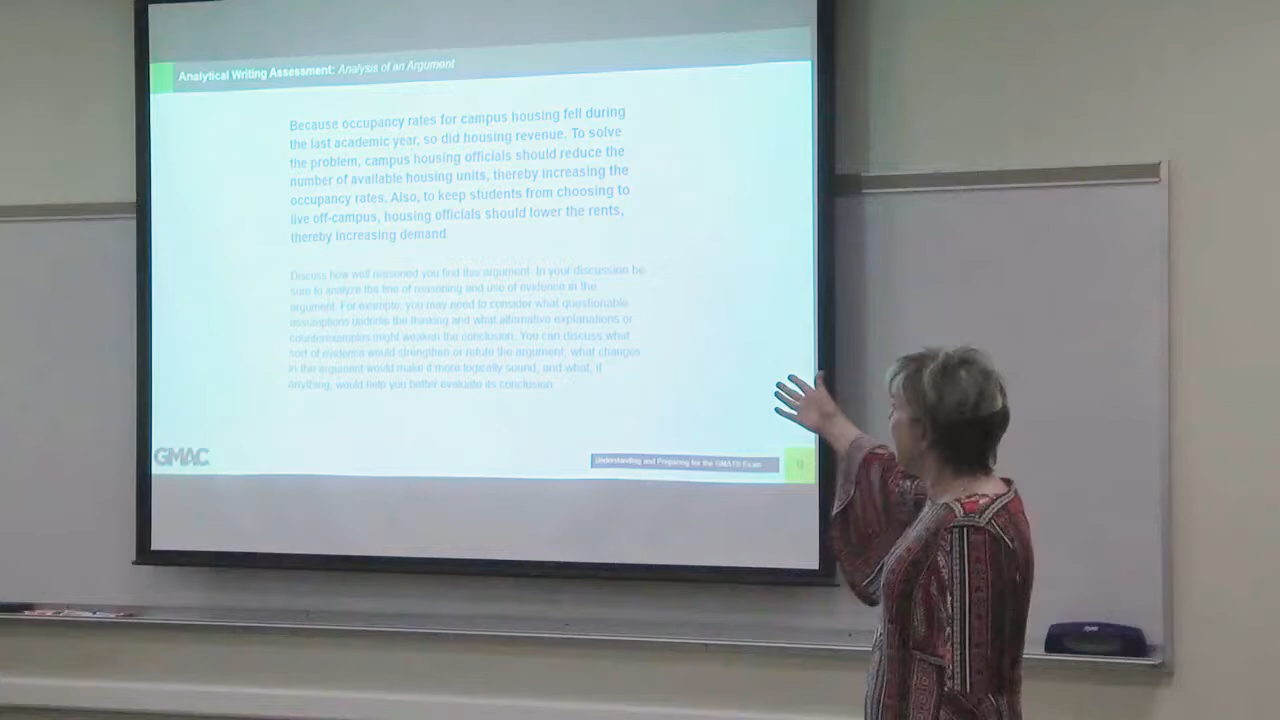 Analytical Writing Assessment: Analysis of an Argument
Because occupancy rates for campus housing fell during
the last academic year, so did housing revenue. To solve
the problem, campus housing officials should reduce the
number of available housing units, thereby increasing the
occupancy rates. Also, to keep students from choosing to
live off-campus, housing officials should lower the rents,
thereby increasing demand.
Discuss how well reasoned you find this argument. In your discussion be
sure to analyze the line of reasoning and use of evidence in the
argument. For example, you may need to consider what questionable
assumptions underlie the thinking and what alternative explanations or
counterexamples might weaken the conclusion. You can discuss what
sort of evidence would strengthen or refute the argument, what changes
in the argument would make it more logically sound, and what, if
anything, would help you better evaluate its conclusion.
GMAC
Understanding and Preparing for the GMAT® Exam